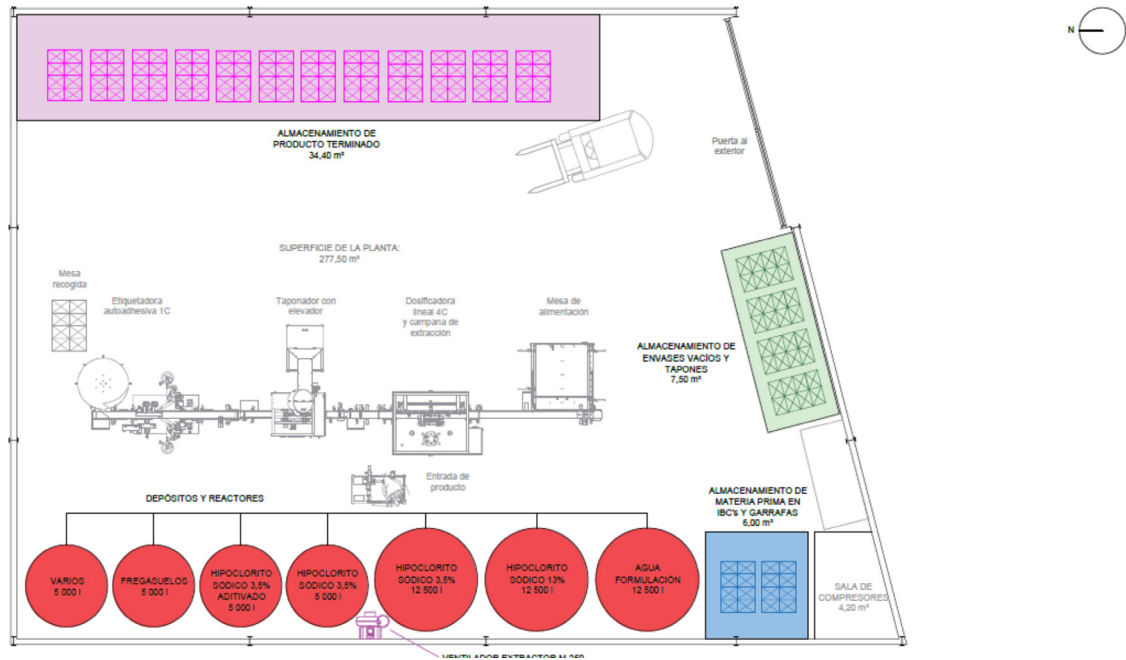 N
ALMACENAMIENTO DE
PRODUCTO TERMINADO
34,40 m²
Puerta al
exterior
SUPERFICIE DE LA PLANTA:
277,50 m²
Mesa
recogida
Etiquetadora
autoadhesiva 1C
Taponador con
elevador
Dosificadora
lineal 4C
y campana de
extracción
Mesa de
alimentación
ALMACENAMIENTO DE
ENVASES VACÍOS Y
TAPONES
7,50 m²
Entrada de
producto
DEPÓSITOS Y REACTORES
ALMACENAMIENTO DE
MATERIA PRIMA EN
IBC's Y GARRAFAS
6,00 m²
VARIOS
5 000 l
FREGASUELOS
5 000 l
HIPOCLORITO
SÓDICO 3,5%
ADITIVADO
5 000 l
HIPOCLORITO
SÓDICO 3,5%
5 000 l
HIPOCLORITO
SÓDICO 3,5%
12 500 l
HIPOCLORITO
SÓDICO 13%
12 500 l
AGUA
FORMULACIÓN
12 500 l
SALA DE
COMPRESORES
4,20 m²
VENTILADOR EXTRACTOR